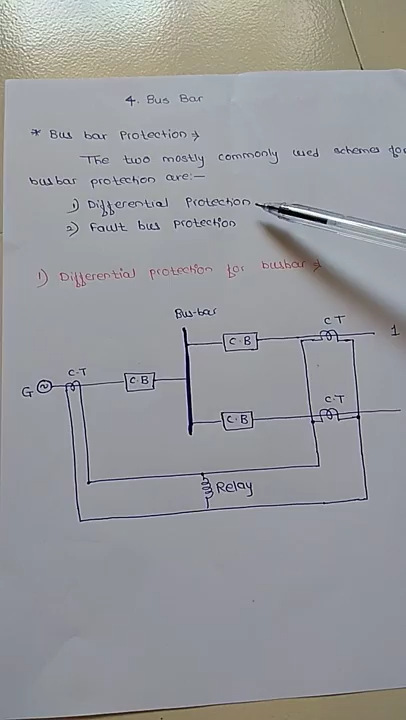 4. Bus Bar
* Bus bar Protection →
The two mostly commonly used schemes for
busbar protection are:-
1) Differential Protection
2) Fault bus protection
1) Differential protection for busbar →
Bus-bar
C.T
C.B
1
C.T
G
C.B
C.T
C.B
Relay